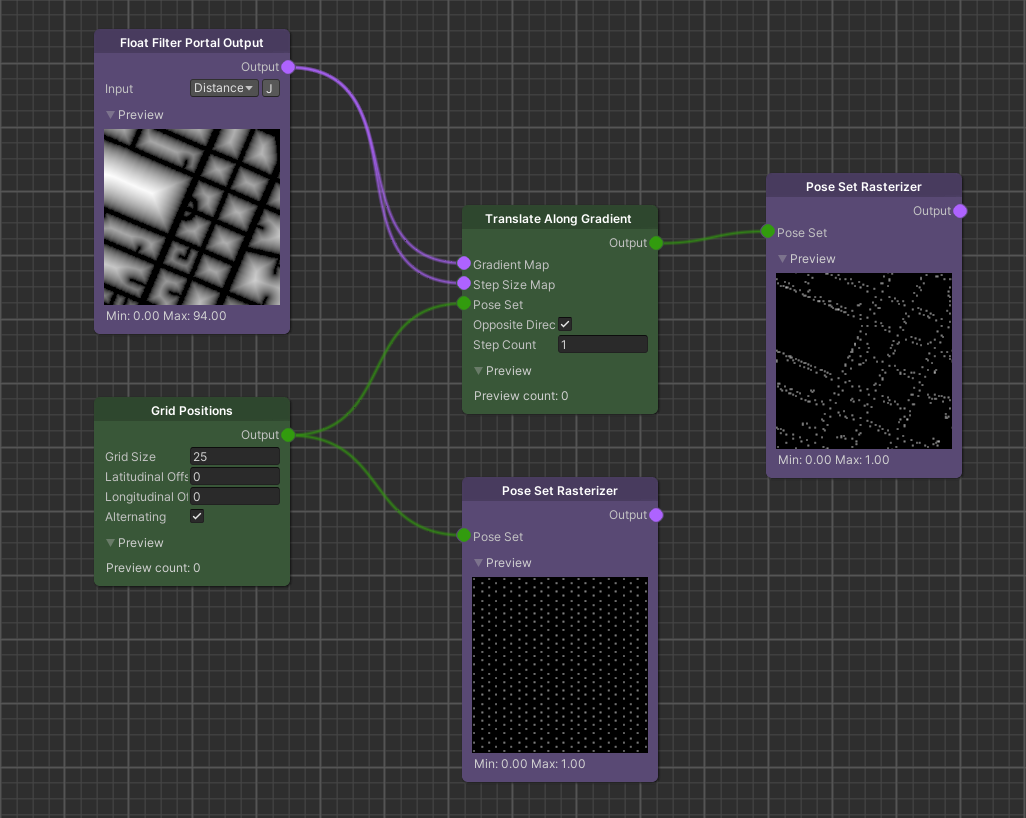 Float Filter Portal Output
Output
Input Distance J
Preview
Min: 0.00 Max: 94.00
Grid Positions
Output
Grid Size 25
Latitudinal Offs 0
Longitudinal O 0
Alternating
Preview
Preview count: 0
Translate Along Gradient
Output
Gradient Map
Step Size Map
Pose Set
Opposite Direc
Step Count 1
Preview
Preview count: 0
Pose Set Rasterizer
Output
Pose Set
Preview
Min: 0.00 Max: 1.00
Pose Set Rasterizer
Output
Pose Set
Preview
Min: 0.00 Max: 1.00